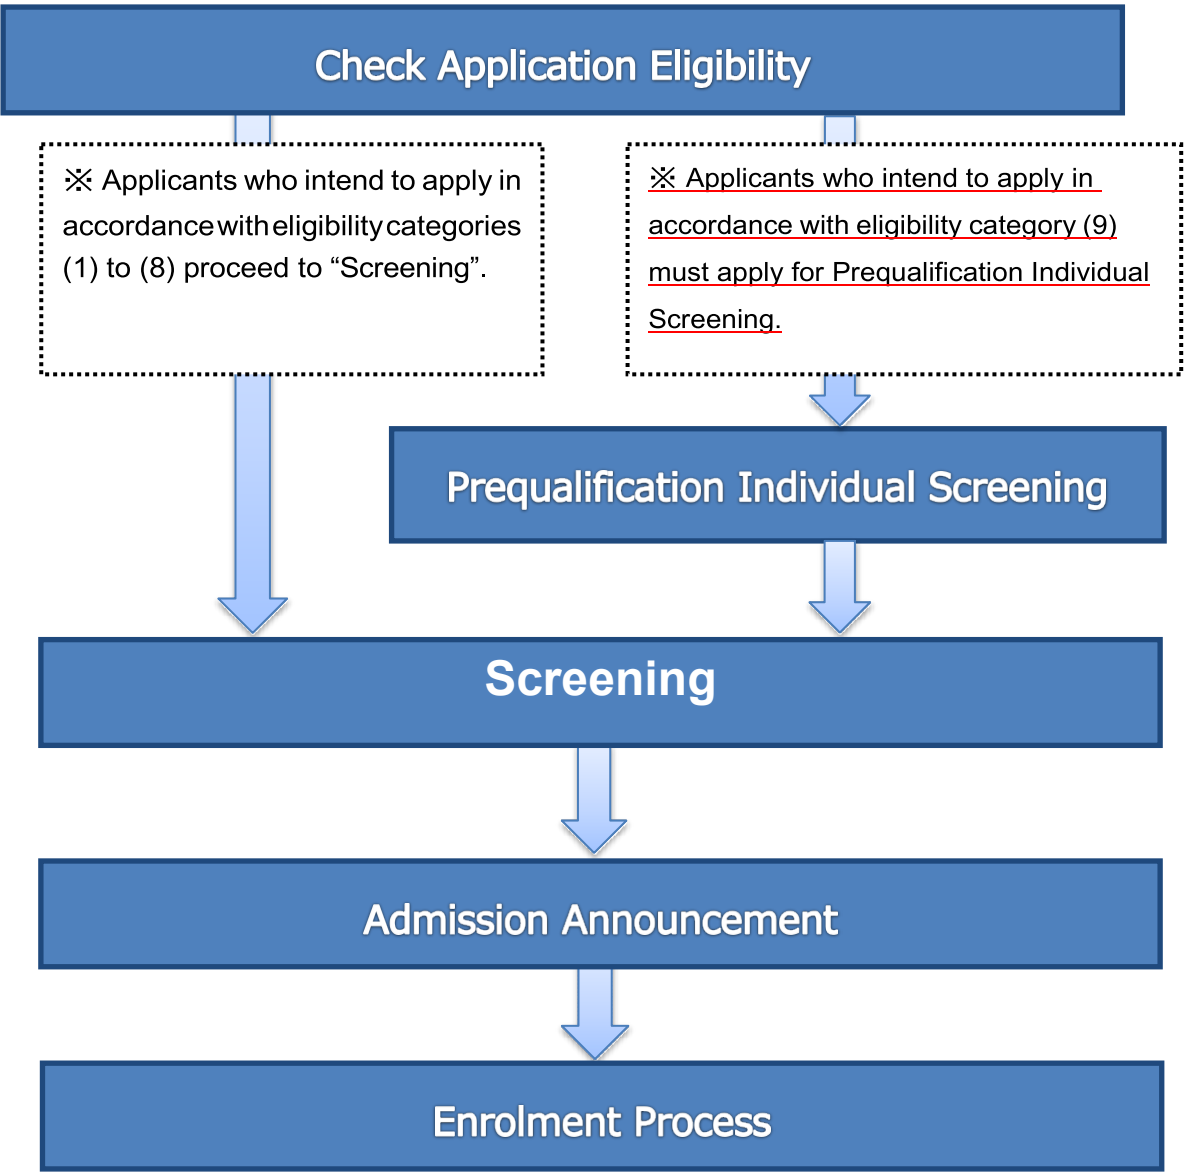 Check Application Eligibility
※ Applicants who intend to apply in
accordance with eligibility categories
(1) to (8) proceed to “Screening”.
※ Applicants who intend to apply in
accordance with eligibility category (9)
must apply for Prequalification Individual
Screening.
Prequalification Individual Screening
Screening
Admission Announcement
Enrolment Process